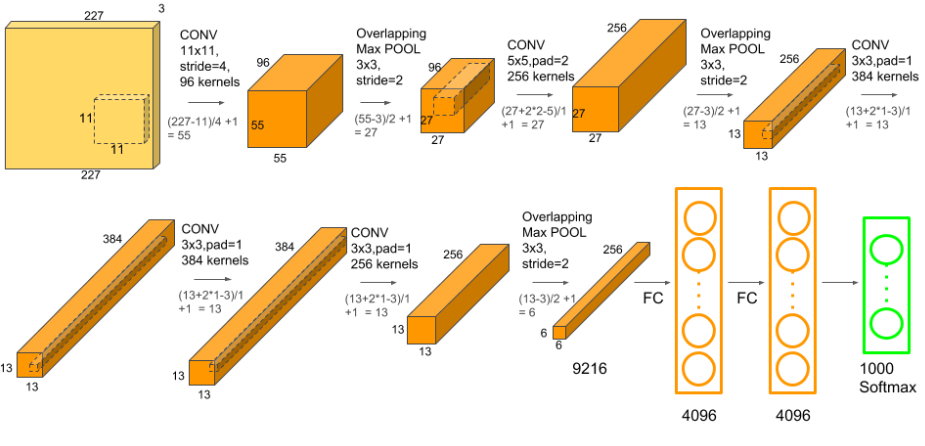 227
3
CONV
11x11,
stride=4,
96 kernels
(227-11)/4 +1
= 55
11
11
227
96
55
55
Overlapping
Max POOL
3x3,
stride=2
(55-3)/2 +1
= 27
96
27
27
CONV
5x5,pad=2
256 kernels
(27+2*2-5)/1
+1 = 27
256
27
27
Overlapping
Max POOL
3x3,
stride=2
(27-3)/2 +1
= 13
256
13
13
CONV
3x3,pad=1
384 kernels
(13+2*1-3)/1
+1 = 13
384
13
13
CONV
3x3,pad=1
384 kernels
(13+2*1-3)/1
+1 = 13
384
13
13
CONV
3x3,pad=1
256 kernels
(13+2*1-3)/1
+1 = 13
256
13
13
Overlapping
Max POOL
3x3,
stride=2
(13-3)/2 +1
= 6
256
6
6
9216
FC
4096
FC
4096
1000
Softmax